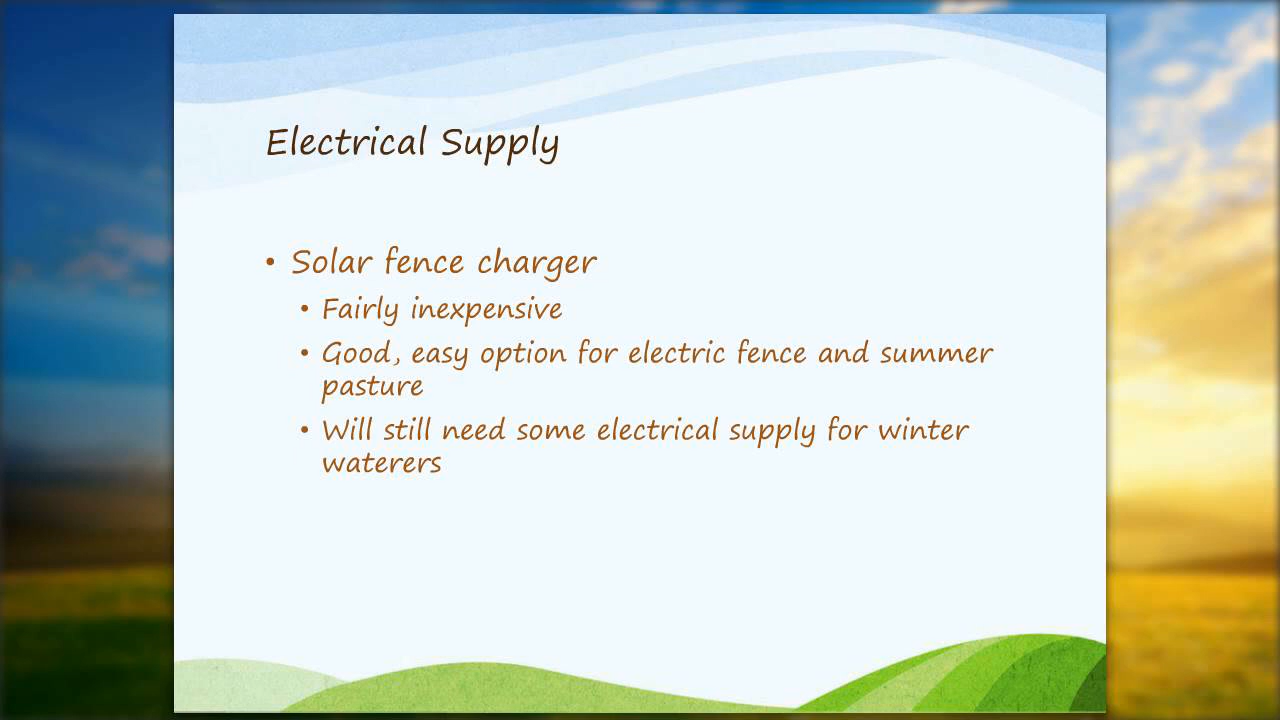 Electrical Supply
• Solar fence charger
• Fairly inexpensive
• Good, easy option for electric fence and summer
pasture
• Will still need some electrical supply for winter
waterers